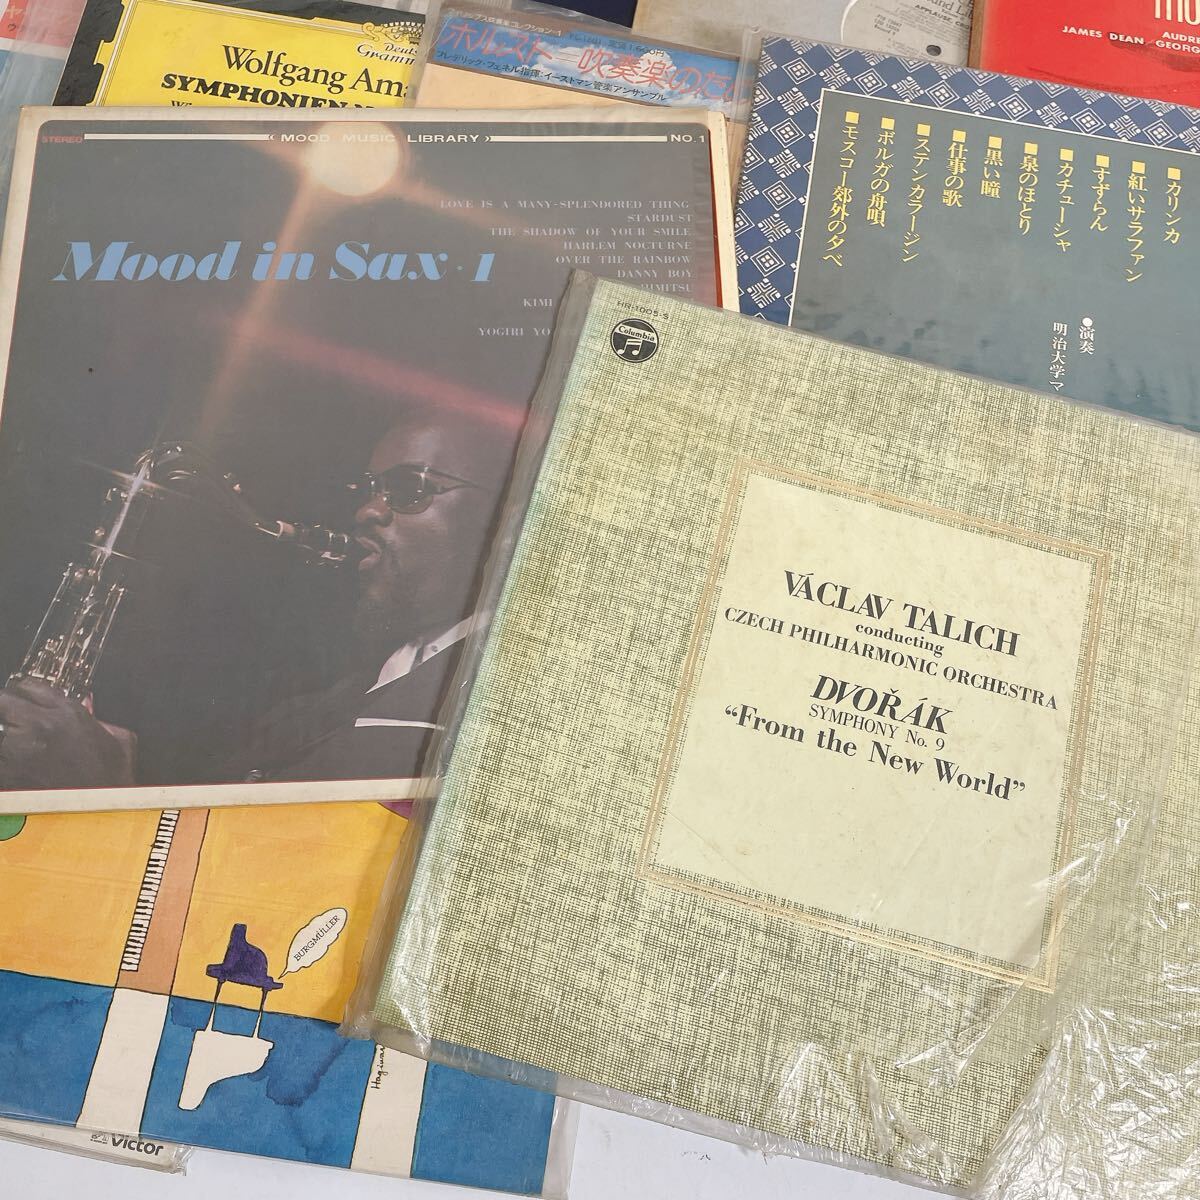 Wolfgang Ama
SYMPHONIEN
Deutsche
Grammo
ホルスト=吹奏楽のた
フレデリック・フェネル指揮:イーストマン管楽アンサンブル
JAMES DEAN
AUDRE
GEORG
STEREO
MOOD MUSIC LIBRARY
NO.1
Mood in Sax・1
LOVE IS A MANY-SPLENDORED THING
STARDUST
THE SHADOW OF YOUR SMILE
HARLEM NOCTURNE
OVER THE RAINBOW
DANNY BOY
RIMITSU
KIMI
YOGIRI YO
■カリンカ
■紅いサラファン
■すずらん
■カチューシャ
■泉のほとり
■黒い瞳
■仕事の歌
■ステンカラージン
■ボルガの舟唄
■モスコー郊外の夕べ
●演奏
明治大学マ
HR-1005-S
Columbia
VÁCLAV TALICH
conducting
CZECH PHILHARMONIC ORCHESTRA
DVOŘÁK
SYMPHONY No. 9
“From the New World”
BURGMÜLLER
Victor